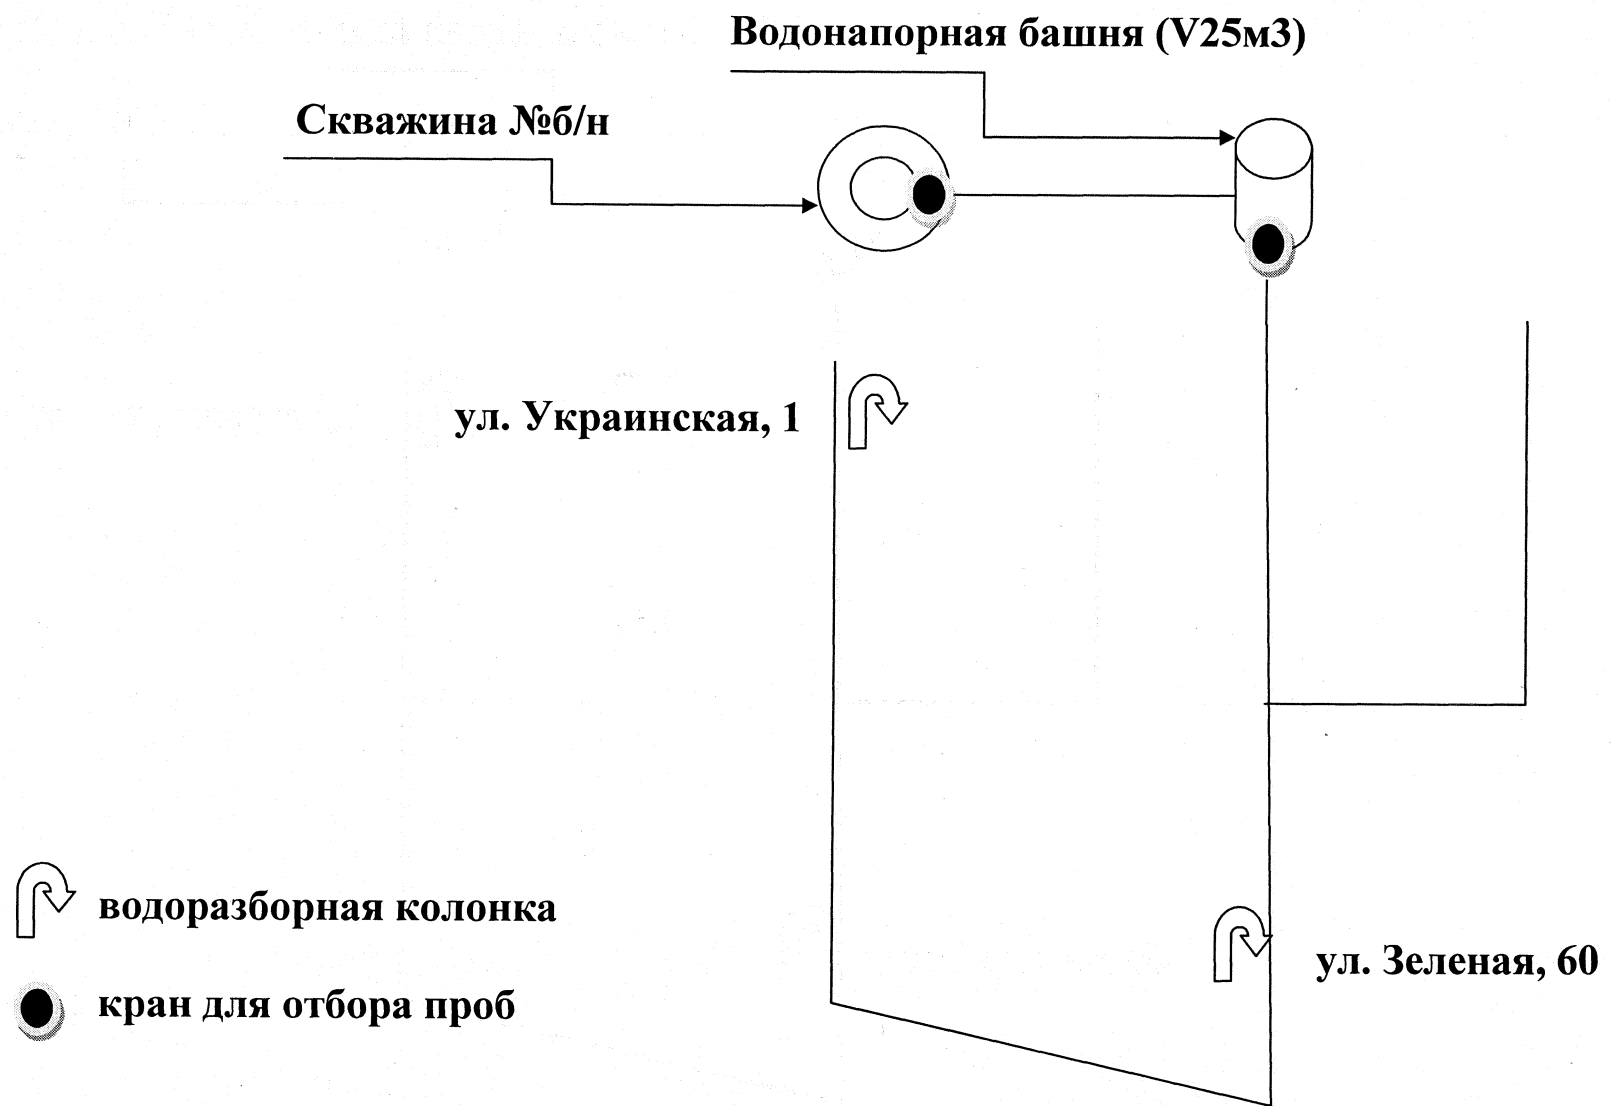 Водонапорная башня (V25м3)
Скважина №б/н
ул. Украинская, 1
водоразборная колонка
ул. Зеленая, 60
кран для отбора проб